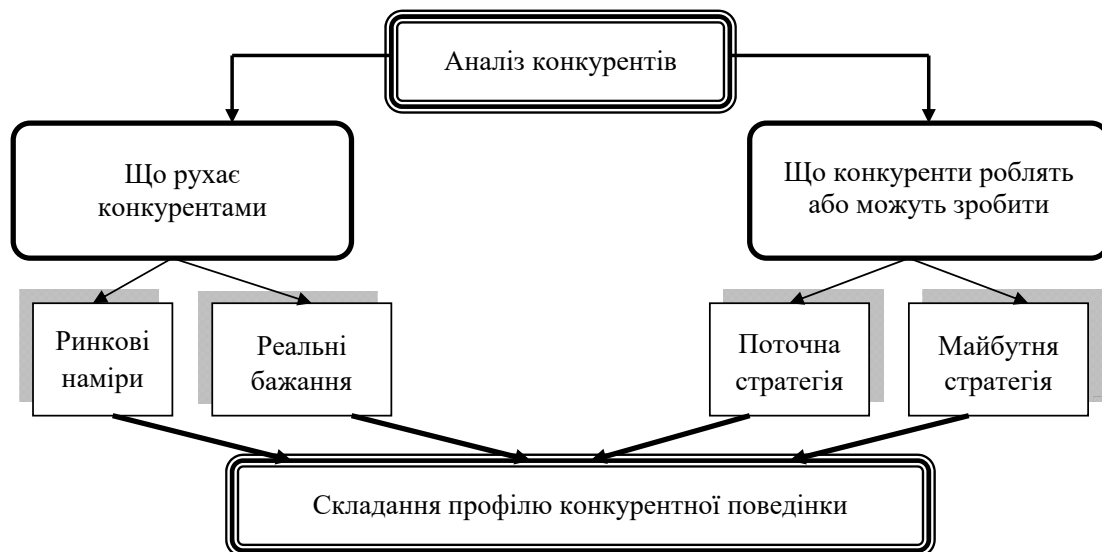 Аналіз конкурентів
Що рухає
конкурентами
Що конкуренти роблять
або можуть зробити
Ринкові
наміри
Реальні
бажання
Поточна
стратегія
Майбутня
стратегія
Складання профілю конкурентної поведінки